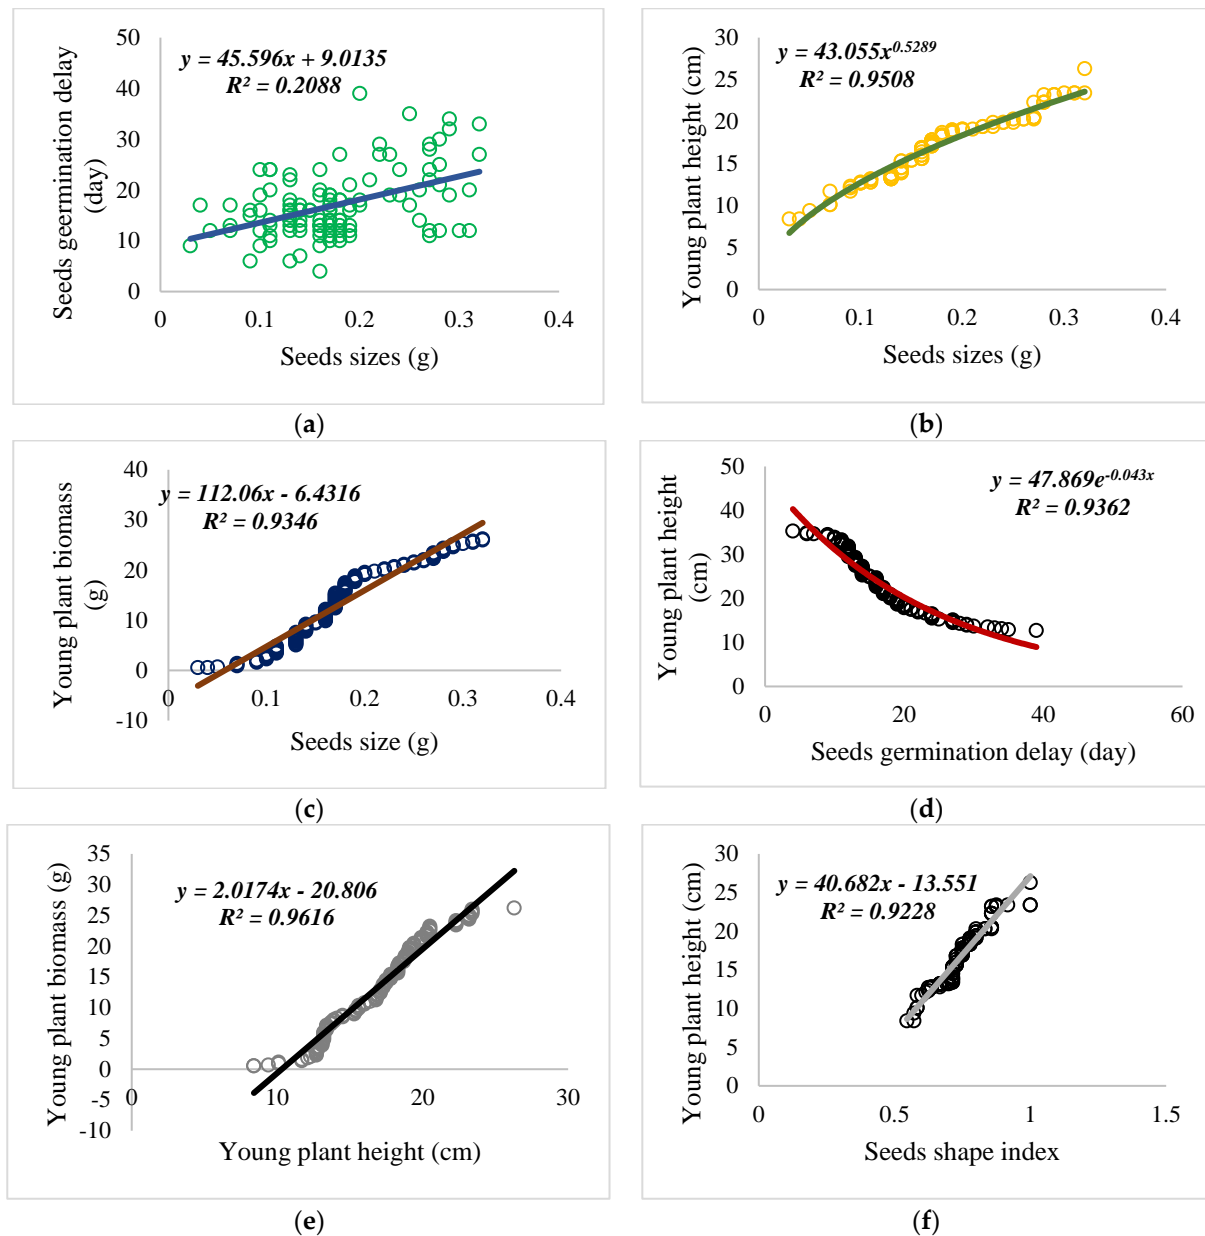 50
40
30
20
10
0
Seeds geermination delay
(day)
y = 45.596x + 9.0135
R² = 0.2088
0
0.1
0.2
0.3
0.4
Seeds sizes (g)
(a)
30
25
20
15
10
5
0
Young plant height (cm)
y = 43.055x^0.5289
R² = 0.9508
0
0.1
0.2
0.3
0.4
Seeds sizes (g)
(b)
40
30
20
10
0
-10
Young plant biomass
(g)
y = 112.06x - 6.4316
R² = 0.9346
0
0.1
0.2
0.3
0.4
Seeds size (g)
(c)
50
40
30
20
10
0
Young plant height
(cm)
y = 47.869e^-0.043x
R² = 0.9362
0
20
40
60
Seeds germination delay (day)
(d)
35
30
25
20
15
10
5
0
-5
-10
Young plant biomass (g)
y = 2.0174x - 20.806
R² = 0.9616
0
10
20
30
Young plant height (cm)
(e)
30
25
20
15
10
5
0
Young plant height (cm)
y = 40.682x - 13.551
R² = 0.9228
0
0.5
1
1.5
Seeds shape index
(f)